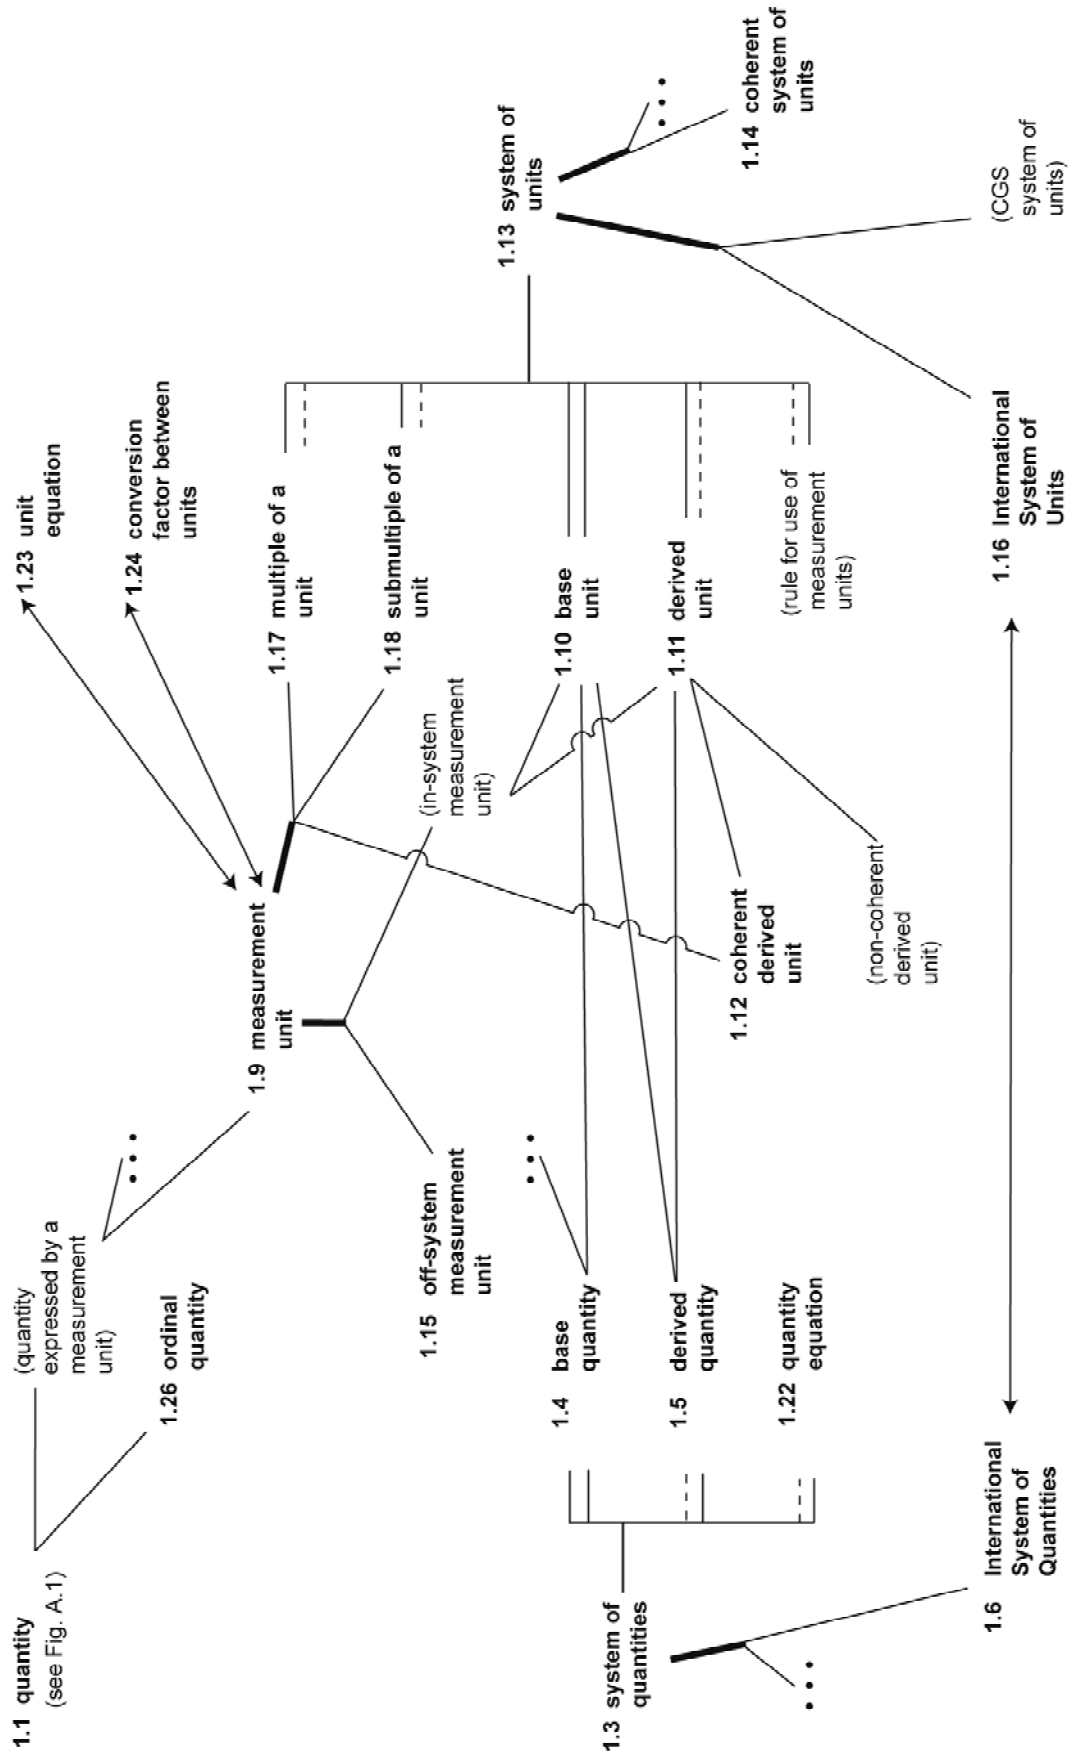 1.1 quantity
(see Fig. A.1)
(quantity
expressed by a
measurement
unit)
1.26 ordinal
quantity
1.23 unit
equation
1.24 conversion
factor between
units
1.9 measurement
unit
1.17 multiple of a
unit
1.18 submultiple of a
unit
1.15 off-system
measurement
unit
(in-system
measurement
unit)
1.13 system of
units
1.14 coherent
system of
units
1.3 system of
quantities
1.4 base
quantity
1.5 derived
quantity
1.22 quantity
equation
1.10 base
unit
1.11 derived
unit
1.12 coherent
derived
unit
(non-coherent
derived
unit)
(rule for use of
measurement
units)
1.6 International
System of
Quantities
1.16 International
System of
Units
(CGS
system of
units)